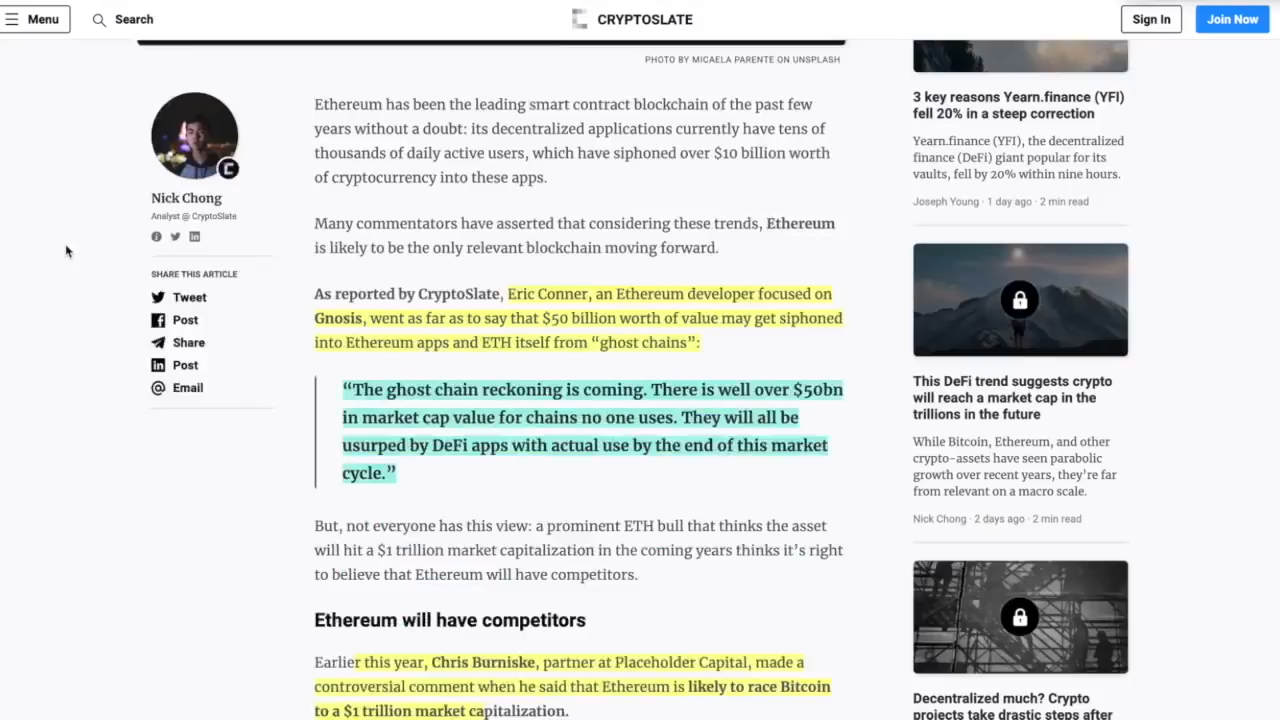 Menu
Search
CRYPTOSLATE
Sign In
Join Now
PHOTO BY MICAELA PARENTE ON UNSPLASH
Nick Chong
Analyst @ CryptoSlate
SHARE THIS ARTICLE
Tweet
Post
Share
Post
Email
Ethereum has been the leading smart contract blockchain of the past few
years without a doubt: its decentralized applications currently have tens of
thousands of daily active users, which have siphoned over $10 billion worth
of cryptocurrency into these apps.
Many commentators have asserted that considering these trends, Ethereum
is likely to be the only relevant blockchain moving forward.
As reported by CryptoSlate, Eric Conner, an Ethereum developer focused on
Gnosis, went as far as to say that $50 billion worth of value may get siphoned
into Ethereum apps and ETH itself from “ghost chains”:
“The ghost chain reckoning is coming. There is well over $50bn
in market cap value for chains no one uses. They will all be
usurped by DeFi apps with actual use by the end of this market
cycle.”
But, not everyone has this view: a prominent ETH bull that thinks the asset
will hit a $1 trillion market capitalization in the coming years thinks it’s right
to believe that Ethereum will have competitors.
Ethereum will have competitors
Earlier this year, Chris Burniske, partner at Placeholder Capital, made a
controversial comment when he said that Ethereum is likely to race Bitcoin
to a $1 trillion market capitalization.
3 key reasons Yearn.finance (YFI)
fell 20% in a steep correction
Yearn.finance (YFI), the decentralized
finance (DeFi) giant popular for its
vaults, fell by 20% within nine hours.
Joseph Young · 1 day ago · 2 min read
This DeFi trend suggests crypto
will reach a market cap in the
trillions in the future
While Bitcoin, Ethereum, and other
crypto-assets have seen parabolic
growth over recent years, they’re far
from relevant on a macro scale.
Nick Chong · 2 days ago · 2 min read
Decentralized much? Crypto
projects take drastic steps after